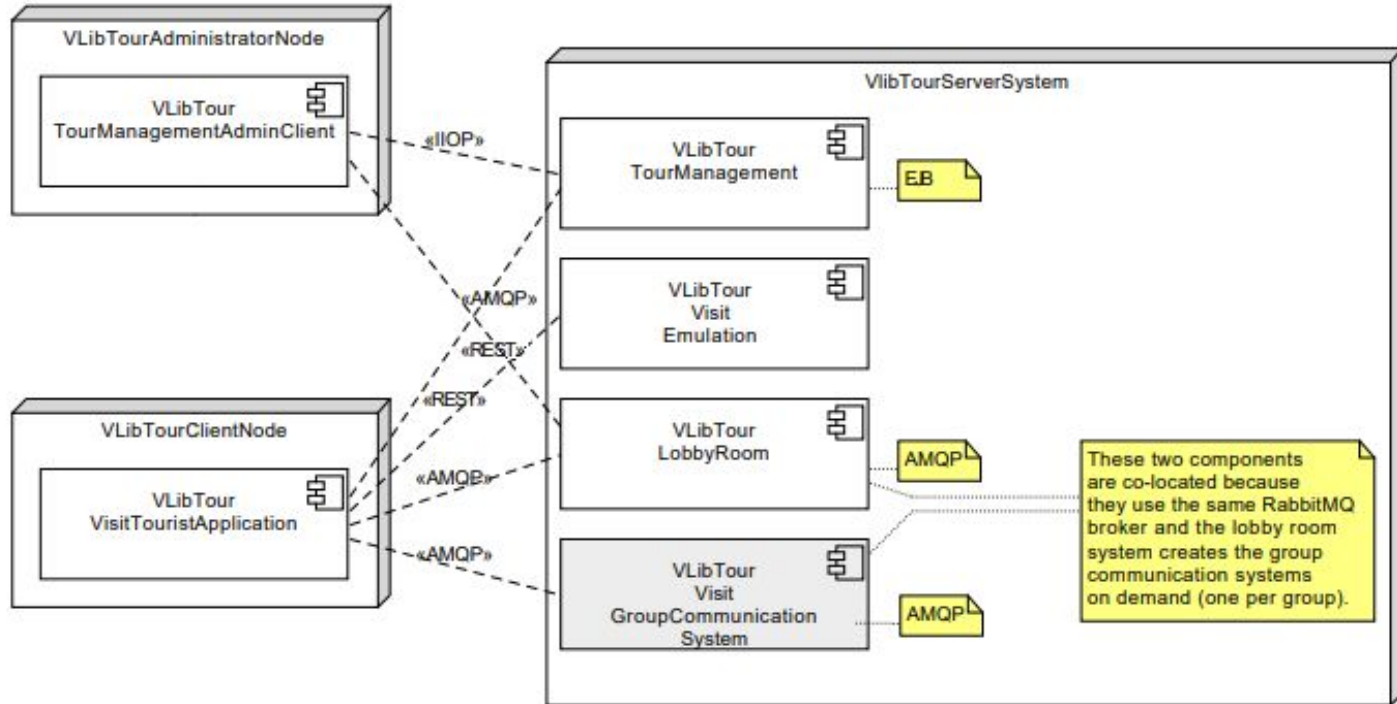 VLibTourAdministratorNode
VLibTour
TourManagementAdminClient
«IIOP»
«AMQP»
«REST»
«REST»
«AMQP»
«AMQP»
VLibTourClientNode
VLibTour
VisitTouristApplication
VlibTourServerSystem
VLibTour
TourManagement
EJB
VLibTour
Visit
Emulation
VLibTour
LobbyRoom
AMQP
VLibTour
Visit
GroupCommunication
System
AMQP
These two components
are co-located because
they use the same RabbitMQ
broker and the lobby room
system creates the group
communication systems
on demand (one per group).